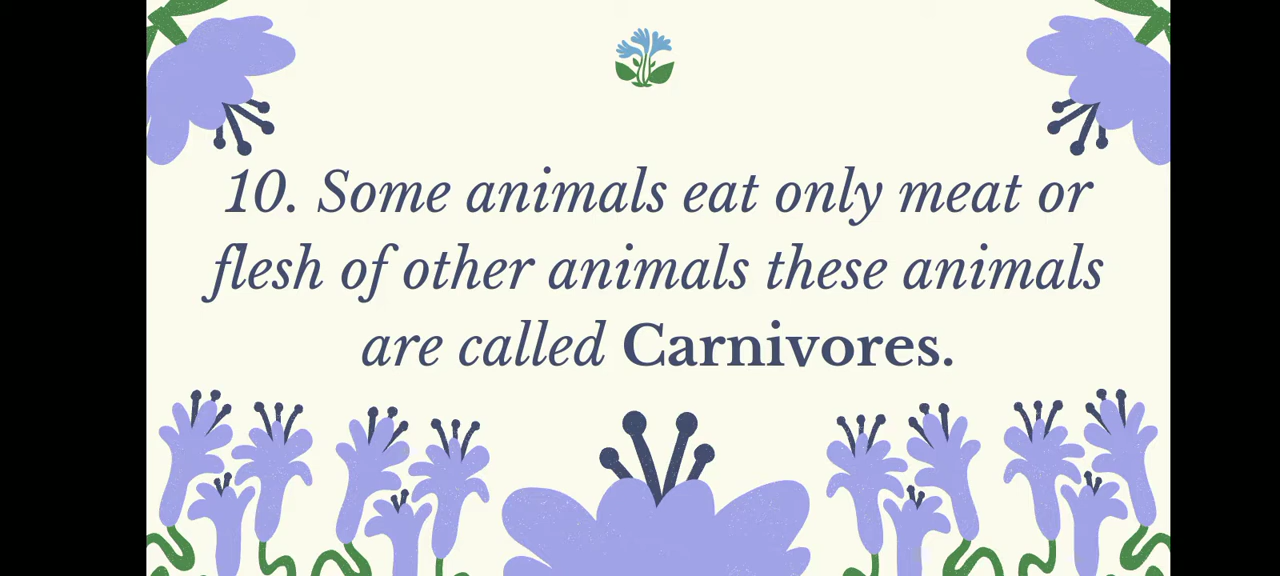 10. Some animals eat only meat or
flesh of other animals these animals
are called Carnivores.